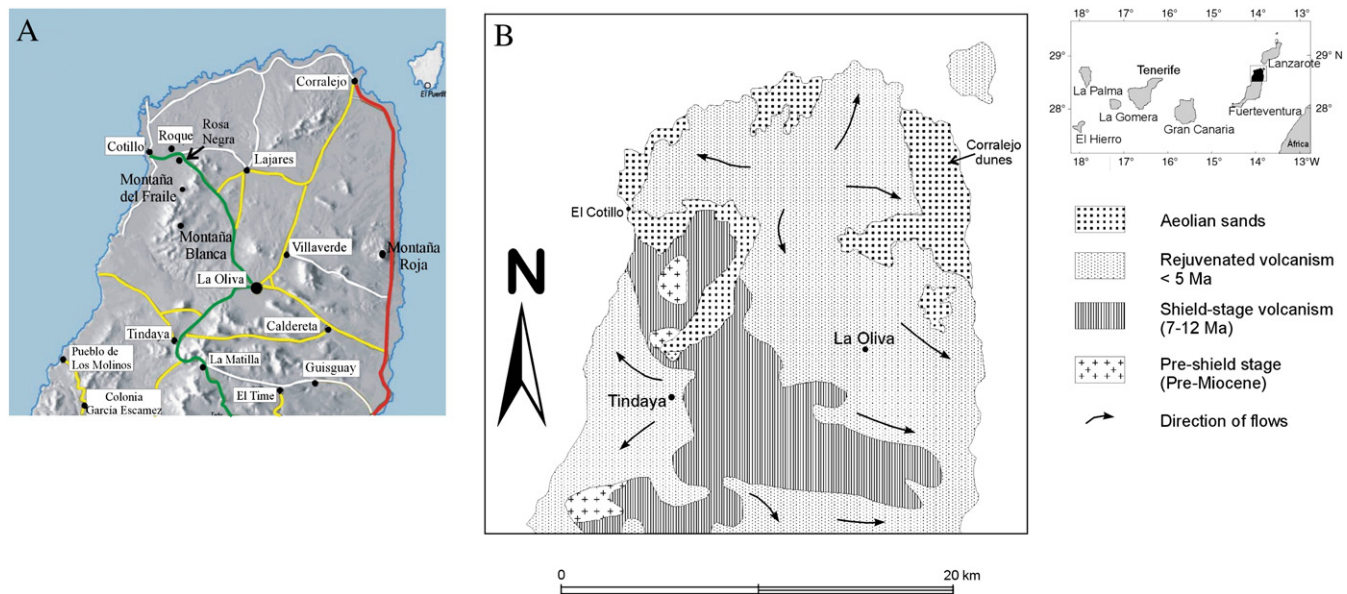 A
Corralejo
El Puertito
Rosa
Negra
Roque
Cotillo
Lajares
Montaña
del Fraile
Montaña
Blanca
Villaverde
Montaña
Roja
La Oliva
Caldereta
Tindaya
Pueblo de
Los Molinos
La Matilla
Guisguay
El Time
Colonia
Garcia Escamez
B
Corralejo
dunes
El Cotillo
N
La Oliva
Tindaya
0
20 km
18°
17°
16°
15°
14°
13°
29°
29° N
Lanzarote
Tenerife
La Palma
28°
28°
Fuerteventura
La Gomera
Gran Canaria
El Hierro
África
18°
17°
16°
15°
14°
13°W
Aeolian sands
Rejuvenated volcanism
< 5 Ma
Shield-stage volcanism
(7-12 Ma)
Pre-shield stage
(Pre-Miocene)
Direction of flows